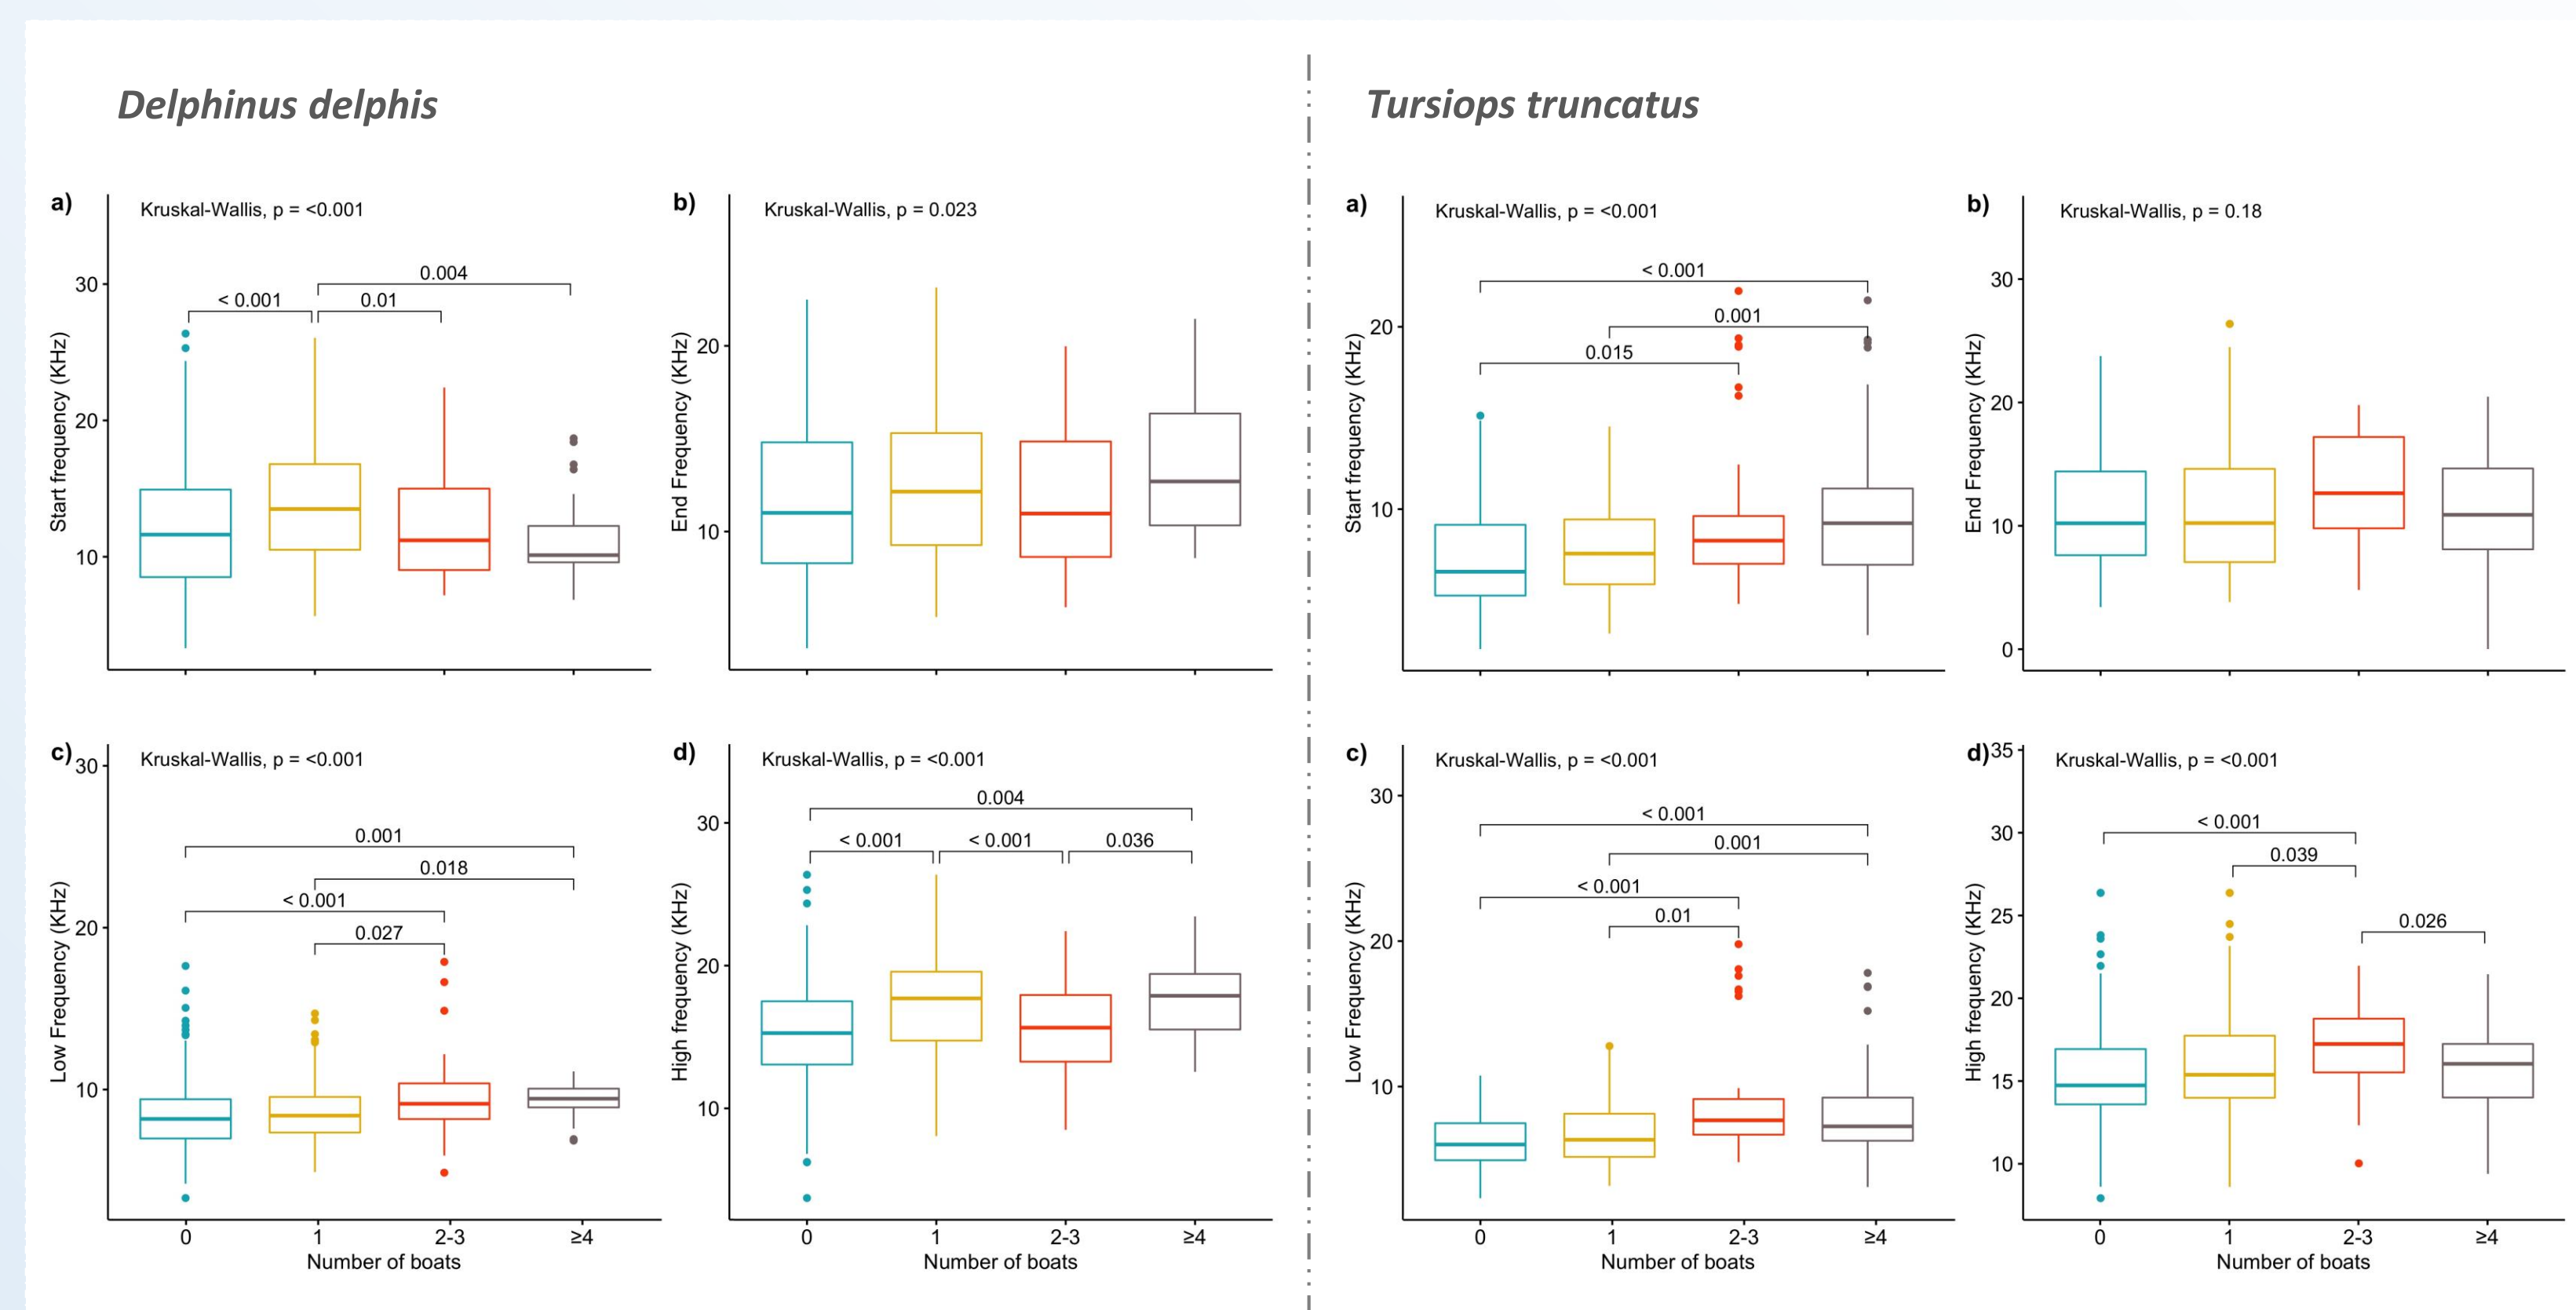 Delphinus delphis
Tursiops truncatus
a)
Kruskal-Wallis, p = <0.001
0.004
< 0.001
0.01
30
20
10
Start frequency (KHz)
b)
Kruskal-Wallis, p = 0.023
20
10
End Frequency (KHz)
a)
Kruskal-Wallis, p = <0.001
< 0.001
0.001
0.015
20
10
Start frequency (KHz)
b)
Kruskal-Wallis, p = 0.18
30
20
10
0
End Frequency (KHz)
c)
Kruskal-Wallis, p = <0.001
0.001
0.018
< 0.001
0.027
30
20
10
Low Frequency (KHz)
0 1 2-3 ≥4
Number of boats
d)
Kruskal-Wallis, p = <0.001
0.004
< 0.001
< 0.001
0.036
30
20
10
High frequency (KHz)
0 1 2-3 ≥4
Number of boats
c)
Kruskal-Wallis, p = <0.001
< 0.001
0.001
< 0.001
0.01
30
20
10
Low Frequency (KHz)
0 1 2-3 ≥4
Number of boats
d)
Kruskal-Wallis, p = <0.001
< 0.001
0.039
0.026
35
30
25
20
15
10
High frequency (KHz)
0 1 2-3 ≥4
Number of boats